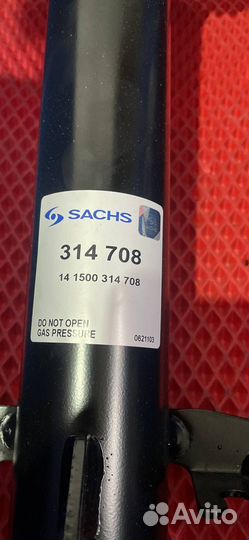 SACHS
314 708
14 1500 314 708
DO NOT OPEN
GAS PRESSURE
0621103
Avito